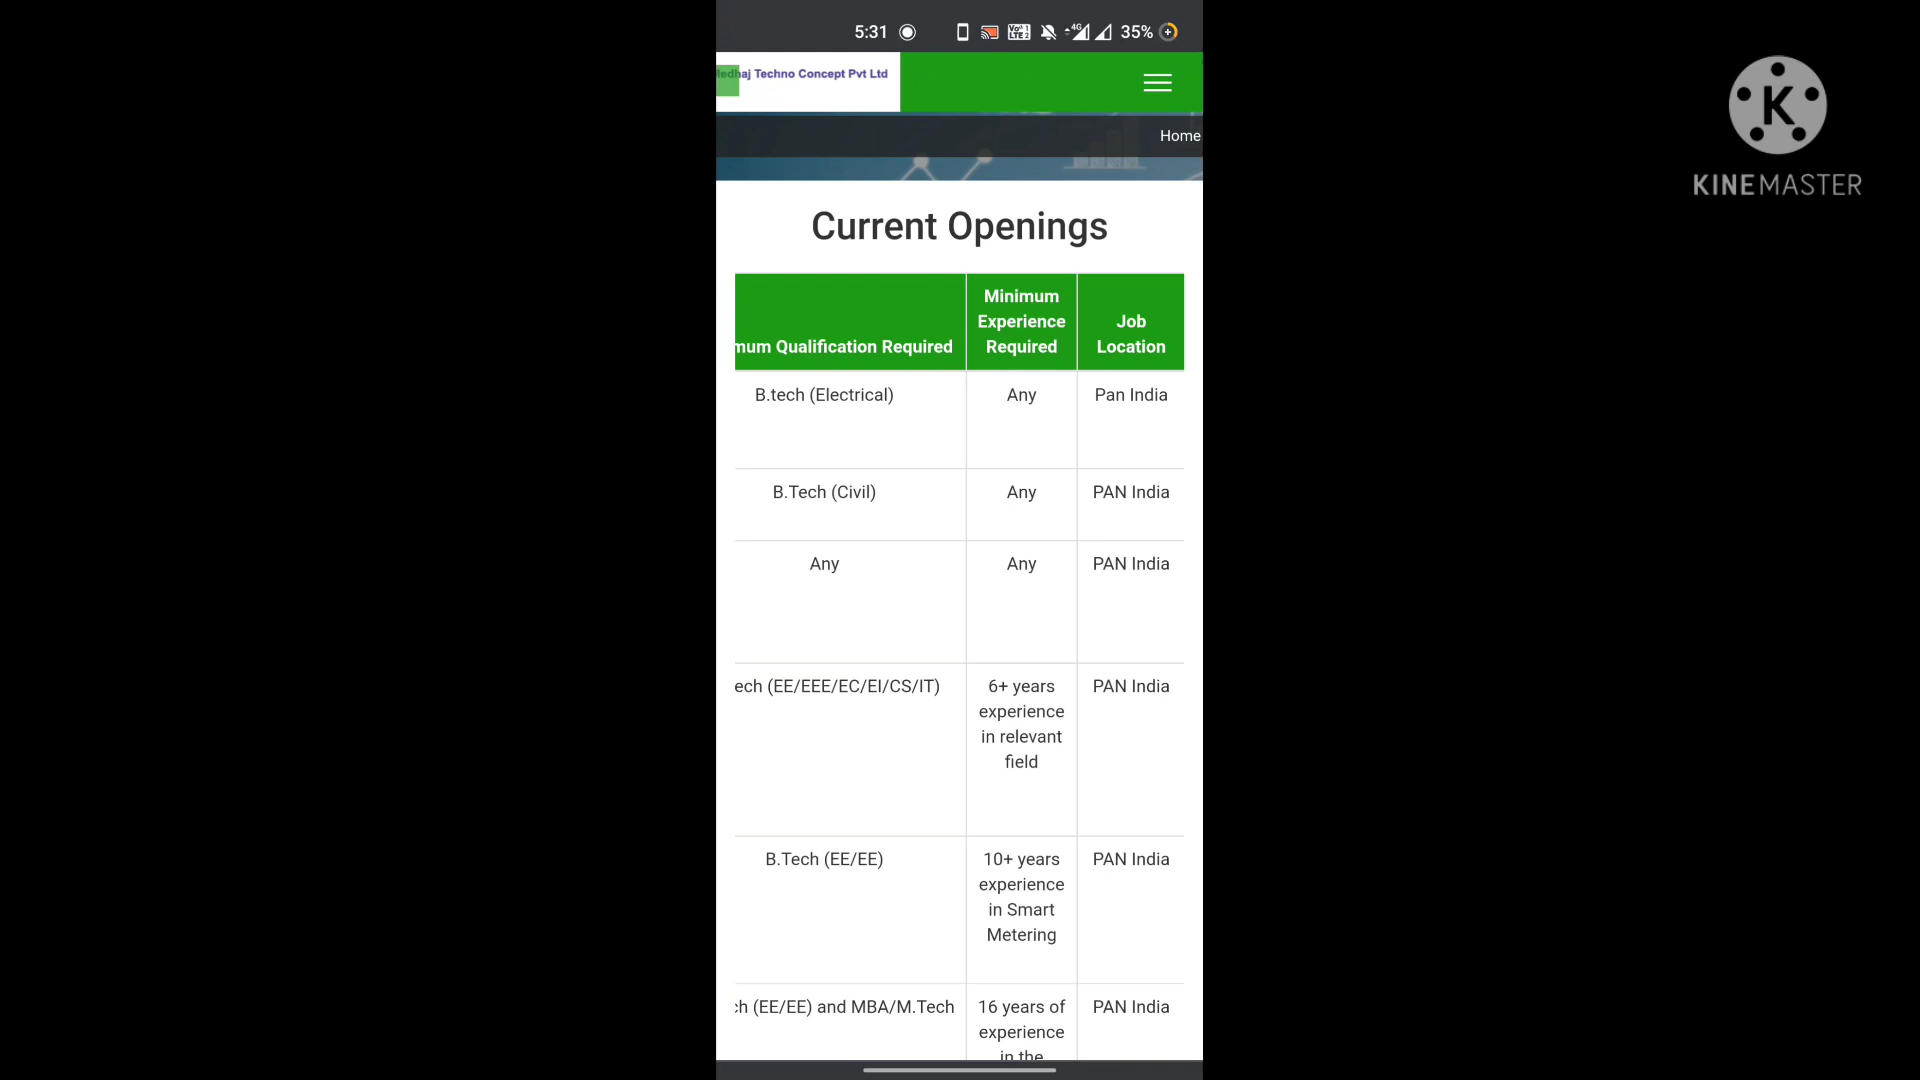 5:31 35%
Techno Concept Pvt Ltd
Home
Current Openings
Qualification Required
Minimum Experience Required
Job Location
B.tech (Electrical) Any Pan India
B.Tech (Civil) Any PAN India
Any Any PAN India
(EE/EEE/EC/EI/CS/IT) 6+ years PAN India
experience
in relevant
field
B.Tech (EE/EE) 10+ years PAN India
experience
in Smart
Metering
(EE/EE) and MBA/M.Tech 16 years of PAN India
experience
in the
KINEMASTER